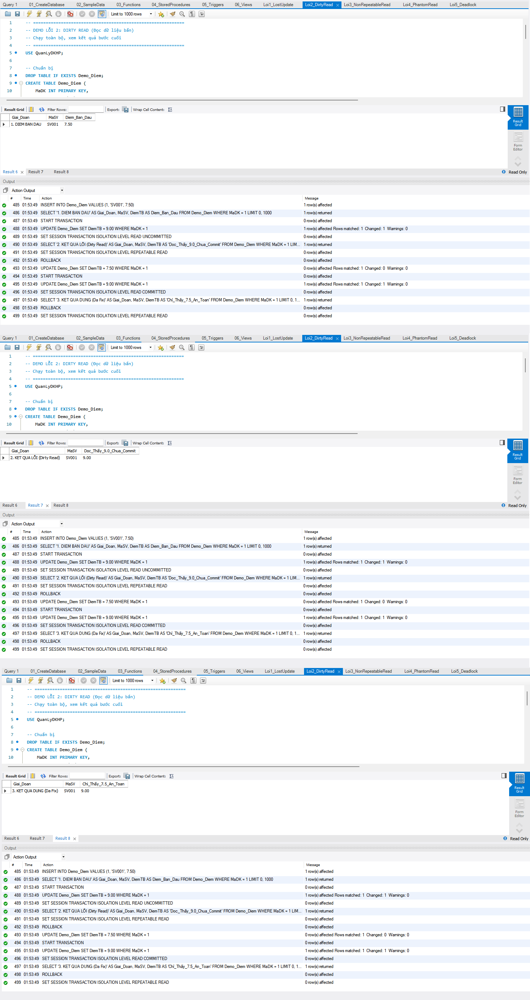 Query 1 01_CreateDatabase 02_SampleData 03_Functions 04_StoredProcedures 05_Triggers 06_Views Loi1_LostUpdate Loi2_DirtyRead Loi3_NonRepeatableRead Loi4_PhantomRead Loi5_Deadlock
Limit to 1000 rows
1 -- ============================================================
2 -- DEMO LỖI 2: DIRTY READ (Đọc dữ liệu bẩn)
3 -- Chạy toàn bộ, xem kết quả bước cuối
4 -- ============================================================
5 USE QuanLyDKHP;
6
7 -- Chuẩn bị
8 DROP TABLE IF EXISTS Demo_Diem;
9 CREATE TABLE Demo_Diem (
10 MaDK INT PRIMARY KEY,
Result Grid Filter Rows: Export: Wrap Cell Content:
Giai_Doan MaSV Diem_Ban_Dau
1. DIEM BAN DAU SV001 7.50
Result Grid
Form Editor
Result 6 Result 7 Result 8 Read Only
Output
Action Output
# Time Action Message
485 01:53:49 INSERT INTO Demo_Diem VALUES (1, 'SV001', 7.50) 1 row(s) affected
486 01:53:49 SELECT '1. DIEM BAN DAU' AS Giai_Doan, MaSV, DiemTB AS Diem_Ban_Dau FROM Demo_Diem WHERE MaDK = 1 LIMIT 0, 1000 1 row(s) returned
487 01:53:49 START TRANSACTION 0 row(s) affected
488 01:53:49 UPDATE Demo_Diem SET DiemTB = 9.00 WHERE MaDK = 1 1 row(s) affected Rows matched: 1 Changed: 1 Warnings: 0
489 01:53:49 SET SESSION TRANSACTION ISOLATION LEVEL READ UNCOMMITTED 0 row(s) affected
490 01:53:49 SELECT '2. KET QUA LỖI (Dirty Read)' AS Giai_Doan, MaSV, DiemTB AS 'Doc_Thấy_9.0_Chua_Commit' FROM Demo_Diem WHERE MaDK = 1 LIM... 1 row(s) returned
491 01:53:49 SET SESSION TRANSACTION ISOLATION LEVEL REPEATABLE READ 0 row(s) affected
492 01:53:49 ROLLBACK 0 row(s) affected
493 01:53:49 UPDATE Demo_Diem SET DiemTB = 7.50 WHERE MaDK = 1 0 row(s) affected Rows matched: 1 Changed: 0 Warnings: 0
494 01:53:49 START TRANSACTION 0 row(s) affected
495 01:53:49 UPDATE Demo_Diem SET DiemTB = 9.00 WHERE MaDK = 1 1 row(s) affected Rows matched: 1 Changed: 1 Warnings: 0
496 01:53:49 SET SESSION TRANSACTION ISOLATION LEVEL READ COMMITTED 0 row(s) affected
497 01:53:49 SELECT '3. KET QUA DUNG (Da Fix)' AS Giai_Doan, MaSV, DiemTB AS 'Chỉ_Thấy_7.5_An_Toan' FROM Demo_Diem WHERE MaDK = 1 LIMIT 0, 1... 1 row(s) returned
498 01:53:49 ROLLBACK 0 row(s) affected
499 01:53:49 SET SESSION TRANSACTION ISOLATION LEVEL REPEATABLE READ 0 row(s) affected
Query 1 01_CreateDatabase 02_SampleData 03_Functions 04_StoredProcedures 05_Triggers 06_Views Loi1_LostUpdate Loi2_DirtyRead Loi3_NonRepeatableRead Loi4_PhantomRead Loi5_Deadlock
Limit to 1000 rows
1 -- ============================================================
2 -- DEMO LỖI 2: DIRTY READ (Đọc dữ liệu bẩn)
3 -- Chạy toàn bộ, xem kết quả bước cuối
4 -- ============================================================
5 USE QuanLyDKHP;
6
7 -- Chuẩn bị
8 DROP TABLE IF EXISTS Demo_Diem;
9 CREATE TABLE Demo_Diem (
10 MaDK INT PRIMARY KEY,
Result Grid Filter Rows: Export: Wrap Cell Content:
Giai_Doan MaSV Doc_Thấy_9.0_Chua_Commit
2. KET QUA LỖI (Dirty Read) SV001 9.00
Result Grid
Form Editor
Result 6 Result 7 Result 8 Read Only
Output
Action Output
# Time Action Message
485 01:53:49 INSERT INTO Demo_Diem VALUES (1, 'SV001', 7.50) 1 row(s) affected
486 01:53:49 SELECT '1. DIEM BAN DAU' AS Giai_Doan, MaSV, DiemTB AS Diem_Ban_Dau FROM Demo_Diem WHERE MaDK = 1 LIMIT 0, 1000 1 row(s) returned
487 01:53:49 START TRANSACTION 0 row(s) affected
488 01:53:49 UPDATE Demo_Diem SET DiemTB = 9.00 WHERE MaDK = 1 1 row(s) affected Rows matched: 1 Changed: 1 Warnings: 0
489 01:53:49 SET SESSION TRANSACTION ISOLATION LEVEL READ UNCOMMITTED 0 row(s) affected
490 01:53:49 SELECT '2. KET QUA LỖI (Dirty Read)' AS Giai_Doan, MaSV, DiemTB AS 'Doc_Thấy_9.0_Chua_Commit' FROM Demo_Diem WHERE MaDK = 1 LIM... 1 row(s) returned
491 01:53:49 SET SESSION TRANSACTION ISOLATION LEVEL REPEATABLE READ 0 row(s) affected
492 01:53:49 ROLLBACK 0 row(s) affected
493 01:53:49 UPDATE Demo_Diem SET DiemTB = 7.50 WHERE MaDK = 1 0 row(s) affected Rows matched: 1 Changed: 0 Warnings: 0
494 01:53:49 START TRANSACTION 0 row(s) affected
495 01:53:49 UPDATE Demo_Diem SET DiemTB = 9.00 WHERE MaDK = 1 1 row(s) affected Rows matched: 1 Changed: 1 Warnings: 0
496 01:53:49 SET SESSION TRANSACTION ISOLATION LEVEL READ COMMITTED 0 row(s) affected
497 01:53:49 SELECT '3. KET QUA DUNG (Da Fix)' AS Giai_Doan, MaSV, DiemTB AS 'Chỉ_Thấy_7.5_An_Toan' FROM Demo_Diem WHERE MaDK = 1 LIMIT 0, 1... 1 row(s) returned
498 01:53:49 ROLLBACK 0 row(s) affected
499 01:53:49 SET SESSION TRANSACTION ISOLATION LEVEL REPEATABLE READ 0 row(s) affected
Query 1 01_CreateDatabase 02_SampleData 03_Functions 04_StoredProcedures 05_Triggers 06_Views Loi1_LostUpdate Loi2_DirtyRead Loi3_NonRepeatableRead Loi4_PhantomRead Loi5_Deadlock
Limit to 1000 rows
1 -- ============================================================
2 -- DEMO LỖI 2: DIRTY READ (Đọc dữ liệu bẩn)
3 -- Chạy toàn bộ, xem kết quả bước cuối
4 -- ============================================================
5 USE QuanLyDKHP;
6
7 -- Chuẩn bị
8 DROP TABLE IF EXISTS Demo_Diem;
9 CREATE TABLE Demo_Diem (
10 MaDK INT PRIMARY KEY,
Result Grid Filter Rows: Export: Wrap Cell Content:
Giai_Doan MaSV Chỉ_Thấy_7.5_An_Toan
3. KET QUA DUNG (Da Fix) SV001 9.00
Result Grid
Form Editor
Result 6 Result 7 Result 8 Read Only
Output
Action Output
# Time Action Message
485 01:53:49 INSERT INTO Demo_Diem VALUES (1, 'SV001', 7.50) 1 row(s) affected
486 01:53:49 SELECT '1. DIEM BAN DAU' AS Giai_Doan, MaSV, DiemTB AS Diem_Ban_Dau FROM Demo_Diem WHERE MaDK = 1 LIMIT 0, 1000 1 row(s) returned
487 01:53:49 START TRANSACTION 0 row(s) affected
488 01:53:49 UPDATE Demo_Diem SET DiemTB = 9.00 WHERE MaDK = 1 1 row(s) affected Rows matched: 1 Changed: 1 Warnings: 0
489 01:53:49 SET SESSION TRANSACTION ISOLATION LEVEL READ UNCOMMITTED 0 row(s) affected
490 01:53:49 SELECT '2. KET QUA LỖI (Dirty Read)' AS Giai_Doan, MaSV, DiemTB AS 'Doc_Thấy_9.0_Chua_Commit' FROM Demo_Diem WHERE MaDK = 1 LIM... 1 row(s) returned
491 01:53:49 SET SESSION TRANSACTION ISOLATION LEVEL REPEATABLE READ 0 row(s) affected
492 01:53:49 ROLLBACK 0 row(s) affected
493 01:53:49 UPDATE Demo_Diem SET DiemTB = 7.50 WHERE MaDK = 1 0 row(s) affected Rows matched: 1 Changed: 0 Warnings: 0
494 01:53:49 START TRANSACTION 0 row(s) affected
495 01:53:49 UPDATE Demo_Diem SET DiemTB = 9.00 WHERE MaDK = 1 1 row(s) affected Rows matched: 1 Changed: 1 Warnings: 0
496 01:53:49 SET SESSION TRANSACTION ISOLATION LEVEL READ COMMITTED 0 row(s) affected
497 01:53:49 SELECT '3. KET QUA DUNG (Da Fix)' AS Giai_Doan, MaSV, DiemTB AS 'Chỉ_Thấy_7.5_An_Toan' FROM Demo_Diem WHERE MaDK = 1 LIMIT 0, 1... 1 row(s) returned
498 01:53:49 ROLLBACK 0 row(s) affected
499 01:53:49 SET SESSION TRANSACTION ISOLATION LEVEL REPEATABLE READ 0 row(s) affected